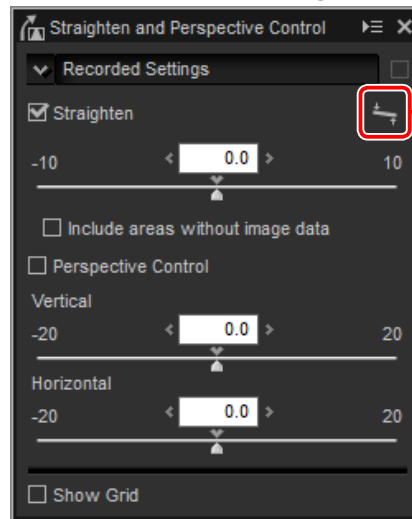 Straighten and Perspective Control
Recorded Settings
Straighten
-10 0.0 10
Include areas without image data
Perspective Control
Vertical
-20 0.0 20
Horizontal
-20 0.0 20
Show Grid